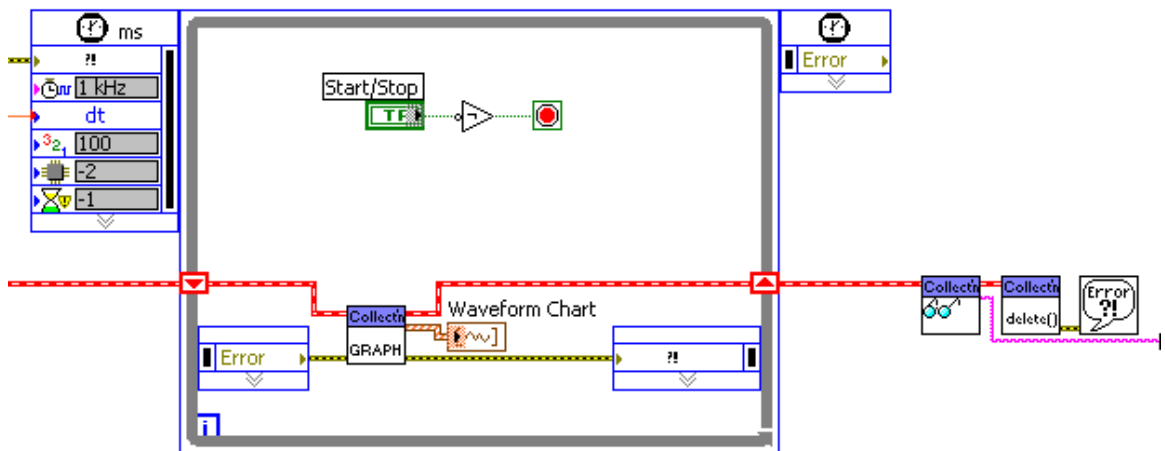 ms
?!
1 kHz
dt
321
100
-2
-1
Start/Stop
TF
Error
Collect'n
GRAPH
Waveform Chart
Error
?!
i
Collect'n
Collect'n
delete()
Error
?!